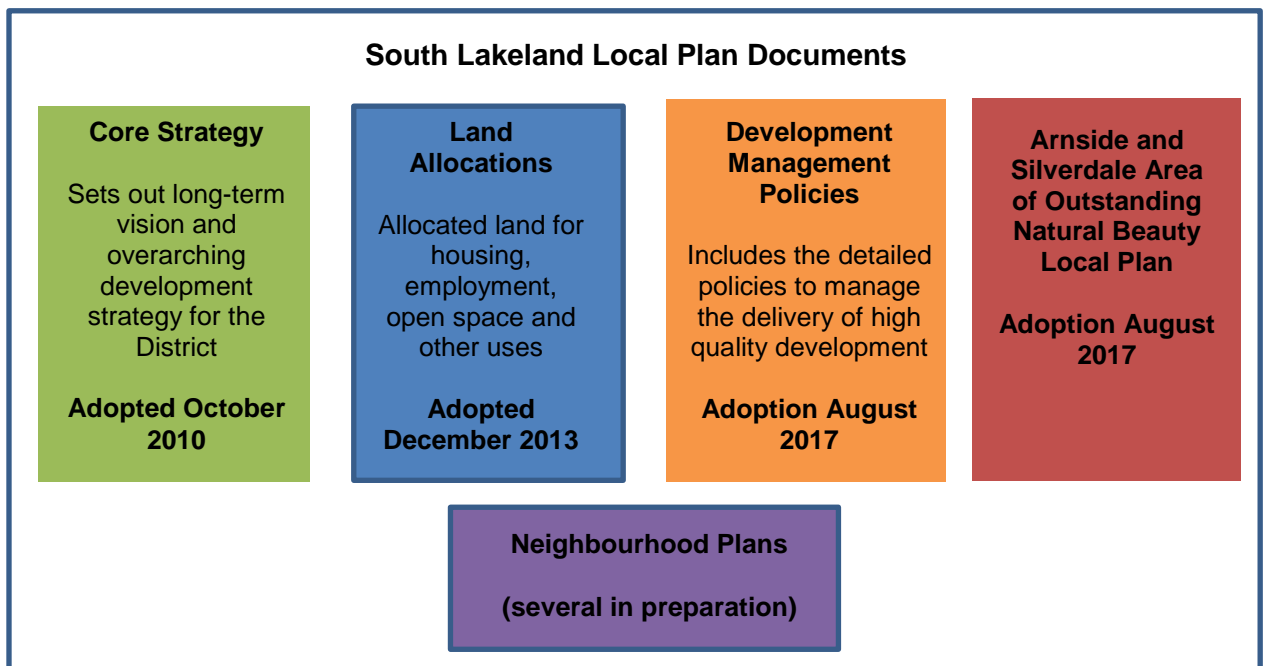 South Lakeland Local Plan Documents
Core Strategy
Sets out long-term
vision and
overarching
development
strategy for the
District
Adopted October
2010
Land
Allocations
Allocated land for
housing,
employment,
open space and
other uses
Adopted
December 2013
Development
Management
Policies
Includes the detailed
policies to manage
the delivery of high
quality development
Adoption August
2017
Arnside and
Silverdale Area
of Outstanding
Natural Beauty
Local Plan
Adoption August
2017
Neighbourhood Plans
(several in preparation)